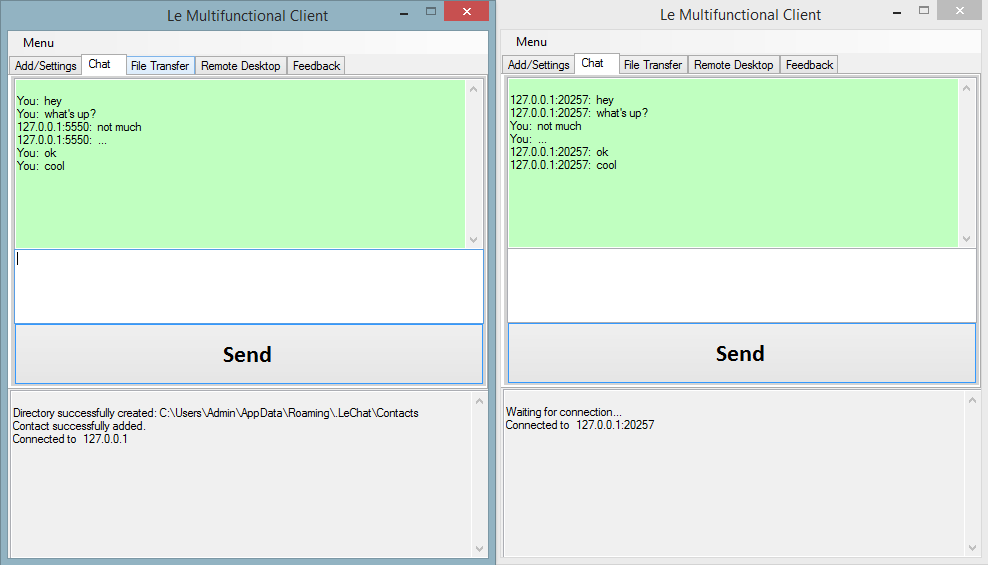 Le Multifunctional Client
Menu
Add/Settings Chat File Transfer Remote Desktop Feedback
You: hey
You: what's up?
127.0.0.1:5550: not much
127.0.0.1:5550: ...
You: ok
You: cool
Send
Directory successfully created: C:\Users\Admin\AppData\Roaming\.LeChat\Contacts
Contact successfully added.
Connected to 127.0.0.1
Le Multifunctional Client
Menu
Add/Settings Chat File Transfer Remote Desktop Feedback
127.0.0.1:20257: hey
127.0.0.1:20257: what's up?
You: not much
You: ...
127.0.0.1:20257: ok
127.0.0.1:20257: cool
Send
Waiting for connection...
Connected to 127.0.0.1:20257